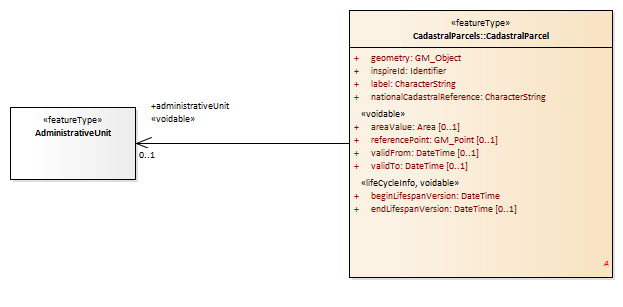 «featureType»
AdministrativeUnit
+administrativeUnit
«voidable»
0..1
«featureType»
CadastralParcels::CadastralParcel
+ geometry: GM_Object
+ inspireId: Identifier
+ label: CharacterString
+ nationalCadastralReference: CharacterString
«voidable»
+ areaValue: Area [0..1]
+ referencePoint: GM_Point [0..1]
+ validFrom: DateTime [0..1]
+ validTo: DateTime [0..1]
«lifeCycleInfo, voidable»
+ beginLifespanVersion: DateTime
+ endLifespanVersion: DateTime [0..1]
A